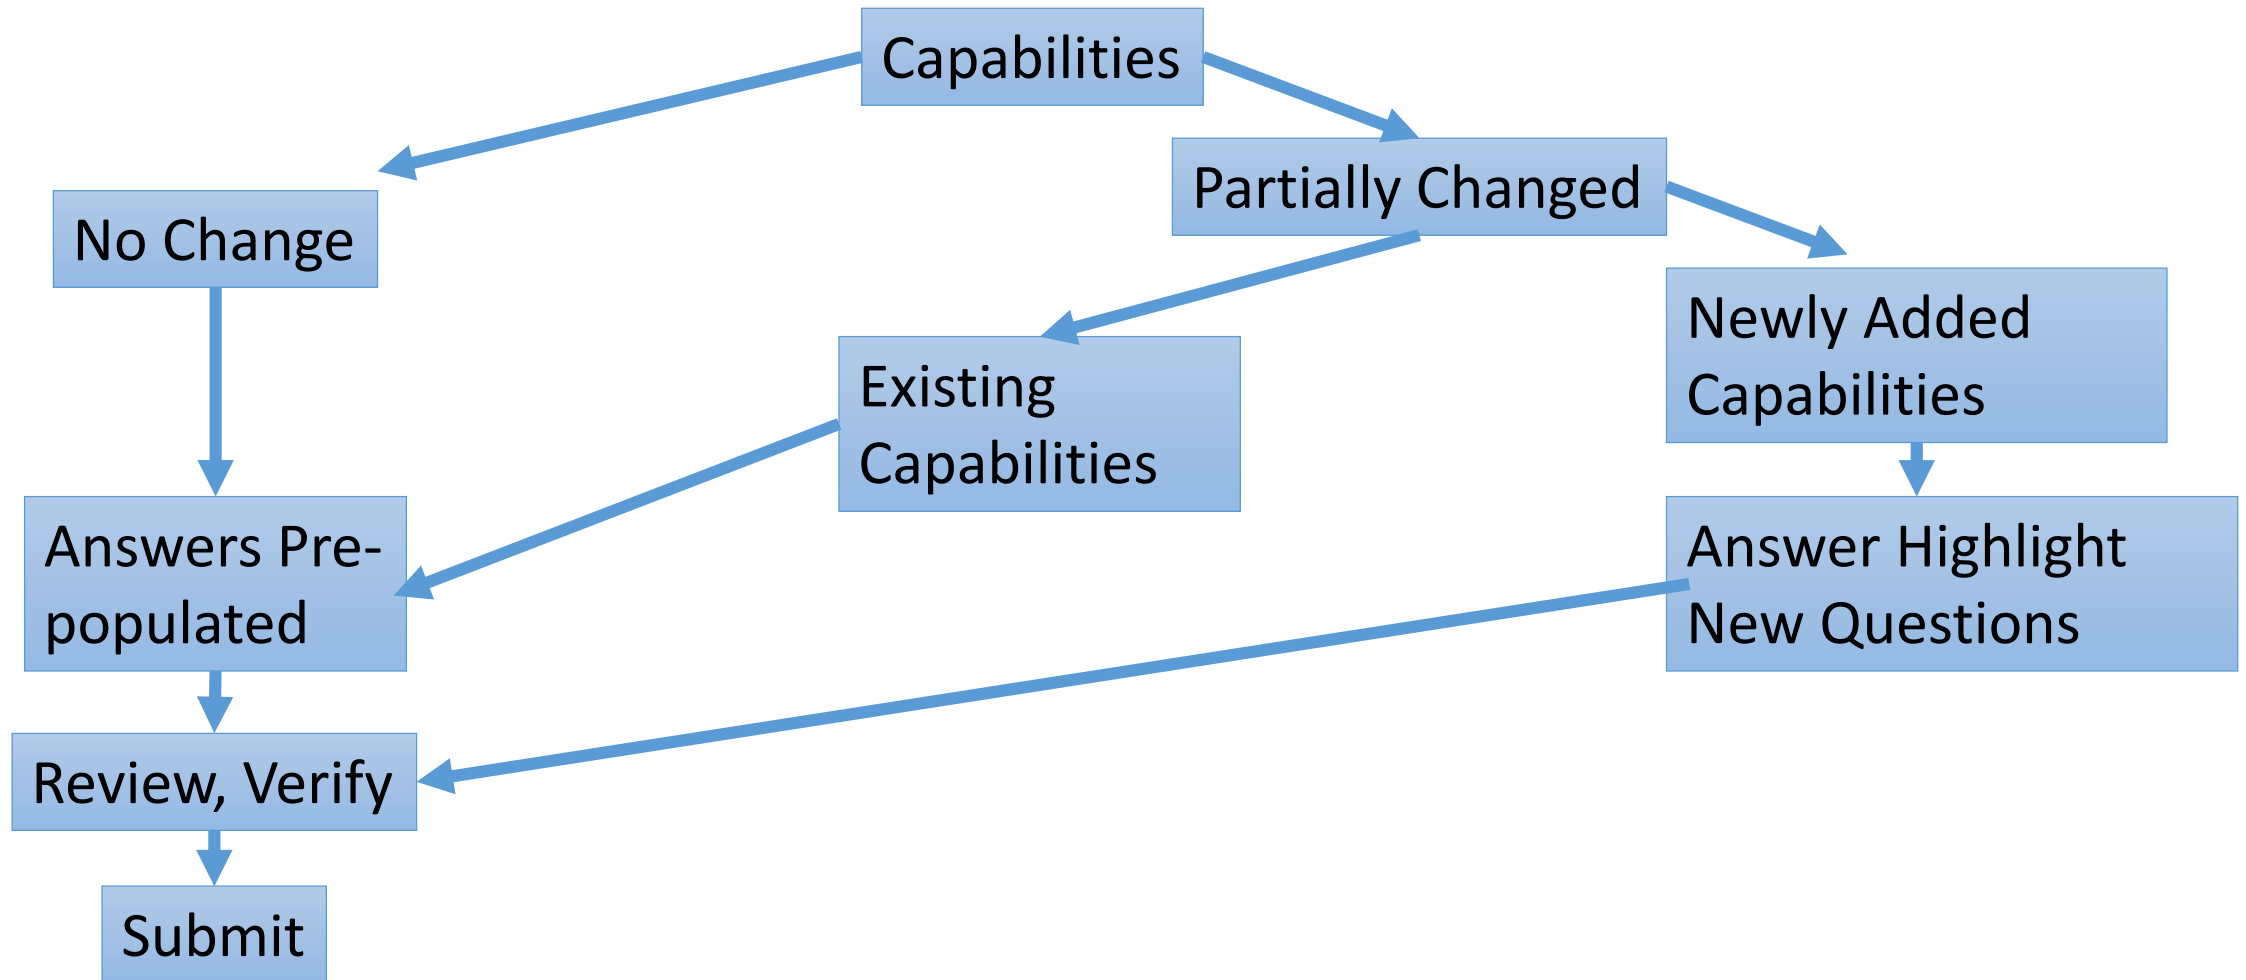 Capabilities
Partially Changed
No Change
Newly Added
Capabilities
Existing
Capabilities
Answers Pre-
populated
Answer Highlight
New Questions
Review, Verify
Submit